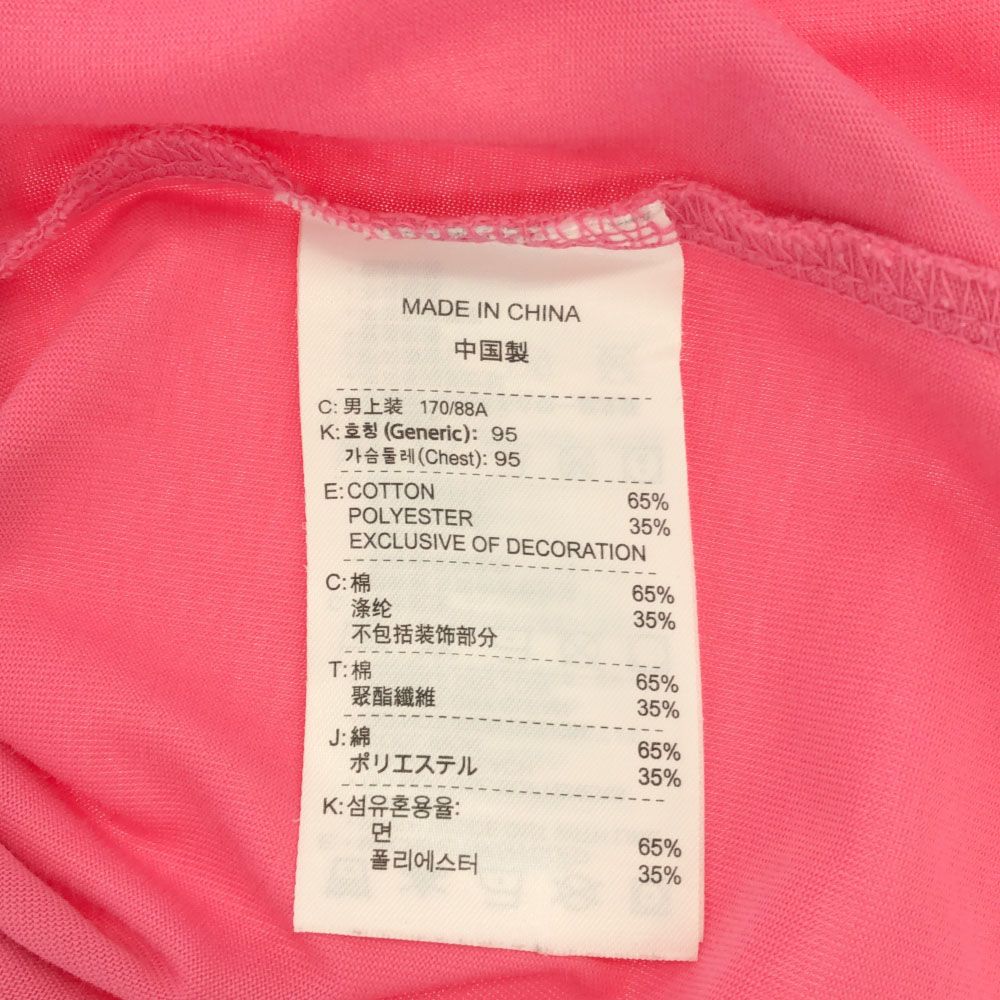 MADE IN CHINA
中国製
C: 男上装 170/88A
K: 호칭 (Generic): 95
가슴둘레(Chest): 95
E: COTTON 65%
POLYESTER 35%
EXCLUSIVE OF DECORATION
C: 棉 65%
涤纶 35%
不包括装饰部分
T: 棉 65%
聚酯纖維 35%
J: 綿 65%
ポリエステル 35%
K: 섬유혼용율:
면 65%
폴리에스터 35%